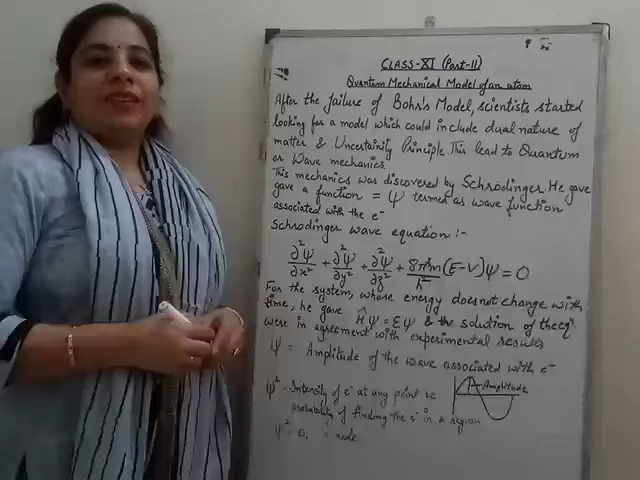 CLASS-XI (Part-II)
Quantum Mechanical Model of an atom
After the failure of Bohr's Model, scientists started
looking for a model which could include dual nature of
matter & Uncertainity Principle. This lead to Quantum
or Wave mechanics
This mechanics was discovered by Schrodinger. He gave
gave a function = Ψ termed as wave function
associated with the e⁻
Schrodinger wave equation :-
∂²Ψ/∂x² + ∂²Ψ/∂y² + ∂²Ψ/∂z² + 8π²m/h² (E-V)Ψ = 0
For the system, whose energy does not change with
time, he gave ĤΨ = EΨ & the solution of the eqⁿ
were in agreement with experimental results
Ψ = Amplitude of the wave associated with e⁻
Ψ² - Intensity of e⁻ at any point ie
Amplitude
probability of finding the e⁻ in a region
Ψ² = 0, = node